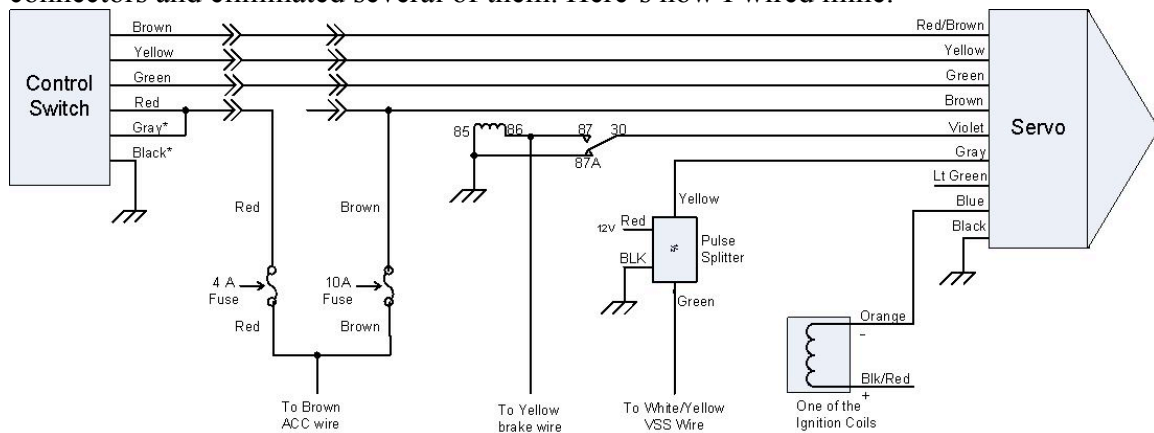 connectors and eliminated several of them. Here's how I wired mine:
Brown
Yellow
Green
Red
Gray*
Black*
Control
Switch
Red/Brown
Yellow
Green
Brown
Violet
Gray
Lt Green
Blue
Black
Servo
85
86
87
30
87A
Red
Brown
4 A
Fuse
10A
Fuse
Red
Brown
To Brown
ACC wire
To Yellow
brake wire
Yellow
12V
Red
BLK
Pulse
Splitter
Green
To White/Yellow
VSS Wire
Orange
-
Blk/Red
+
One of the
Ignition Coils